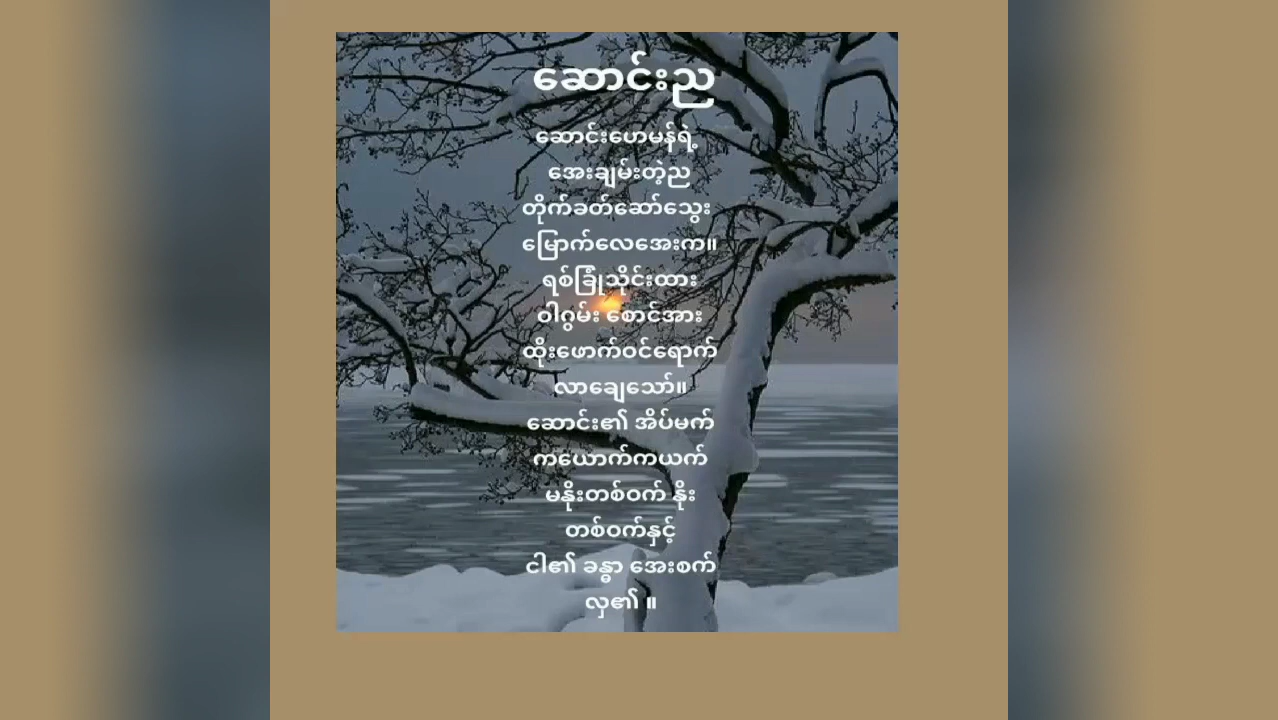 ဆောင်းည
ဆောင်းဟေမန်ရဲ့
အေးချမ်းတဲ့ည
တိုက်ခတ်ဆော်သွေး
မြောက်လေအေးက။
ရစ်ခြုံသိုင်းထား
ဝါဂွမ်း စောင်အား
ထိုးဖောက်ဝင်ရောက်
လာချေသော်။
ဆောင်း၏ အိပ်မက်
ကယောက်ကယက်
မနိုးတစ်ဝက် နိုး
တစ်ဝက်နှင့်
ငါ၏ ခန္ဓာ အေးစက်
လှ၏ ။